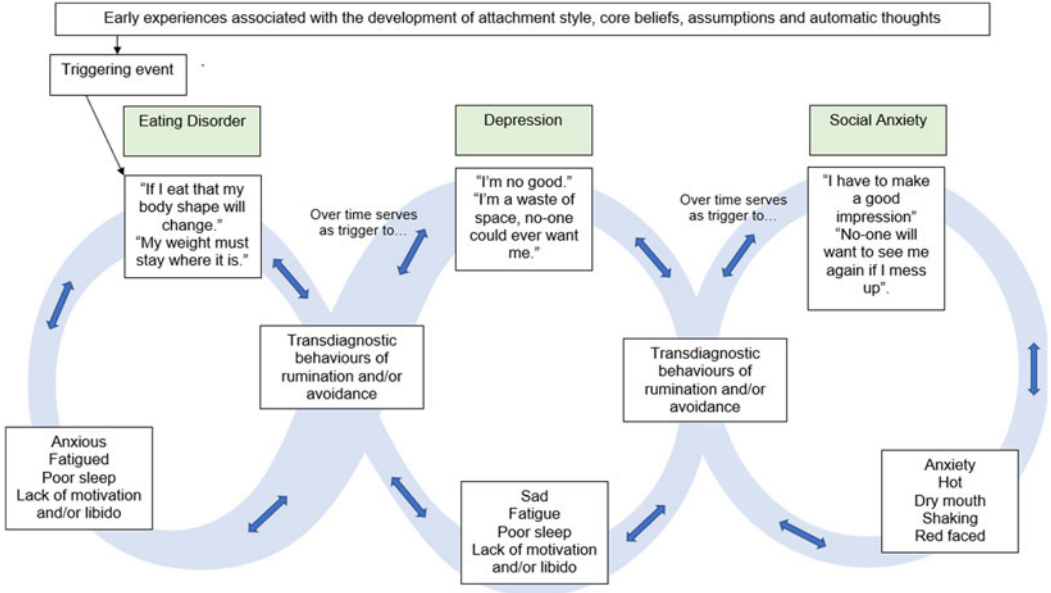 Early experiences associated with the development of attachment style, core beliefs, assumptions and automatic thoughts
Triggering event
Eating Disorder
Depression
Social Anxiety
“If I eat that my
body shape will
change.”
“My weight must
stay where it is.”
Over time serves
as trigger to…
“I’m no good.”
“I’m a waste of
space, no-one
could ever want
me.”
Over time serves
as trigger to…
“I have to make
a good
impression”
“No-one will
want to see me
again if I mess
up”.
Transdiagnostic
behaviours of
rumination and/or
avoidance
Transdiagnostic
behaviours of
rumination and/or
avoidance
Anxious
Fatigued
Poor sleep
Lack of motivation
and/or libido
Sad
Fatigue
Poor sleep
Lack of motivation
and/or libido
Anxiety
Hot
Dry mouth
Shaking
Red faced